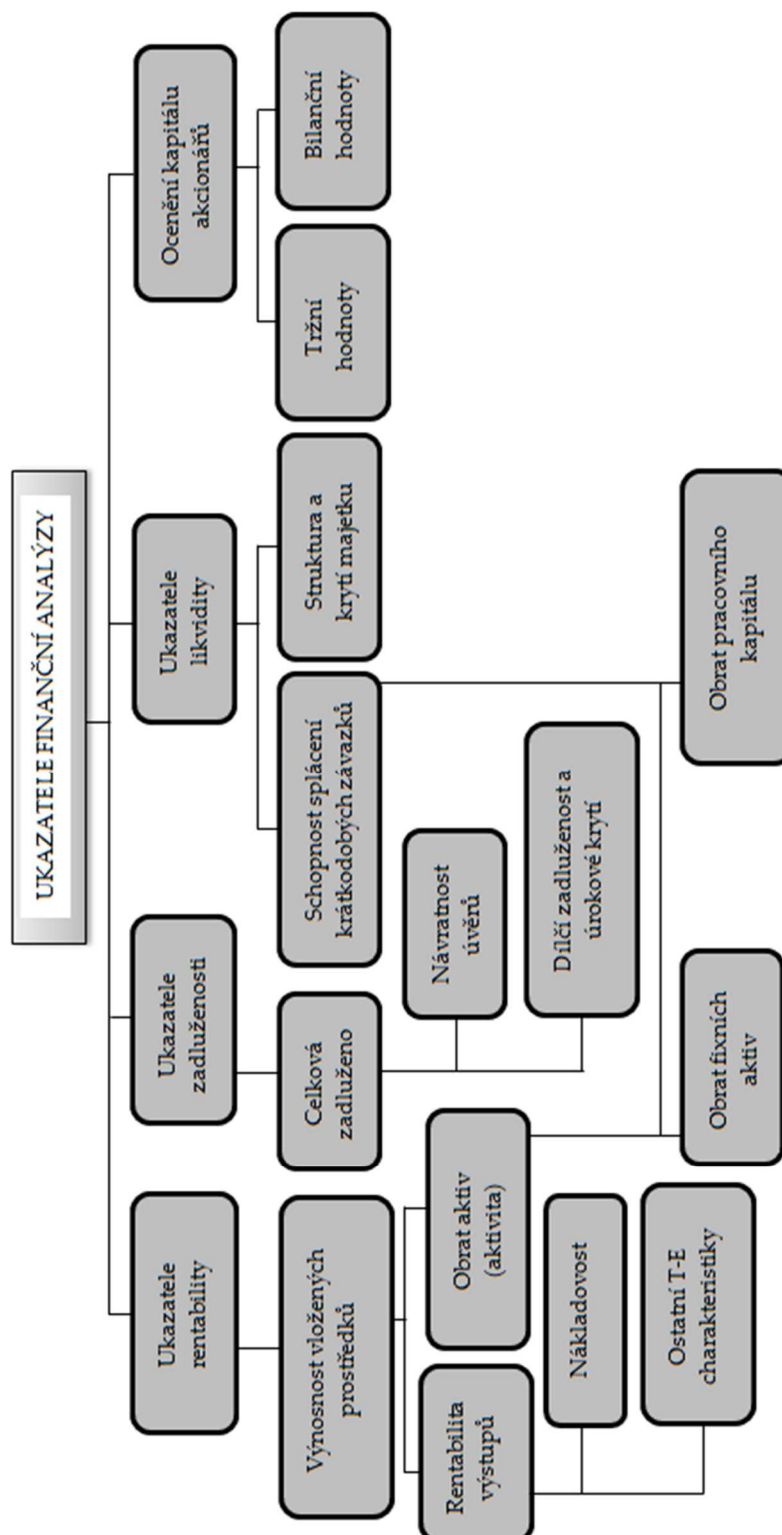 UKAZATELE FINANČNÍ ANALÝZY
Ukazatele
rentability
Ukazatele
zadluženosti
Ukazatele
likvidity
Ocenění kapitálu
akcionářů
Výnosnost vložených
prostředků
Celková
zadluženo
Schopnost splácení
krátkodobých závazků
Struktura a
krytí majetku
Tržní
hodnoty
Bilanční
hodnoty
Rentabilita
výstupů
Obrat aktiv
(aktivita)
Návratnost
úvěrů
Nákladovost
Dílčí zadluženost a
úrokové krytí
Ostatní T-E
charakteristiky
Obrat fixních
aktiv
Obrat pracovního
kapitálu